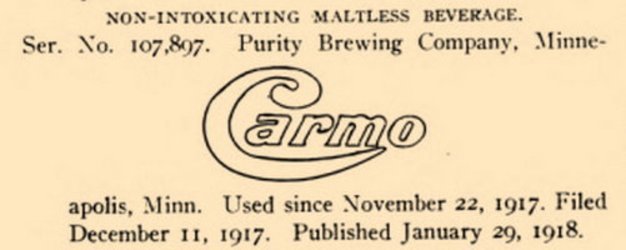 NON-INTOXICATING MALTLESS BEVERAGE.
Ser. No. 107,897. Purity Brewing Company, Minne-
Carmo
apolis, Minn. Used since November 22, 1917. Filed
December 11, 1917. Published January 29, 1918.